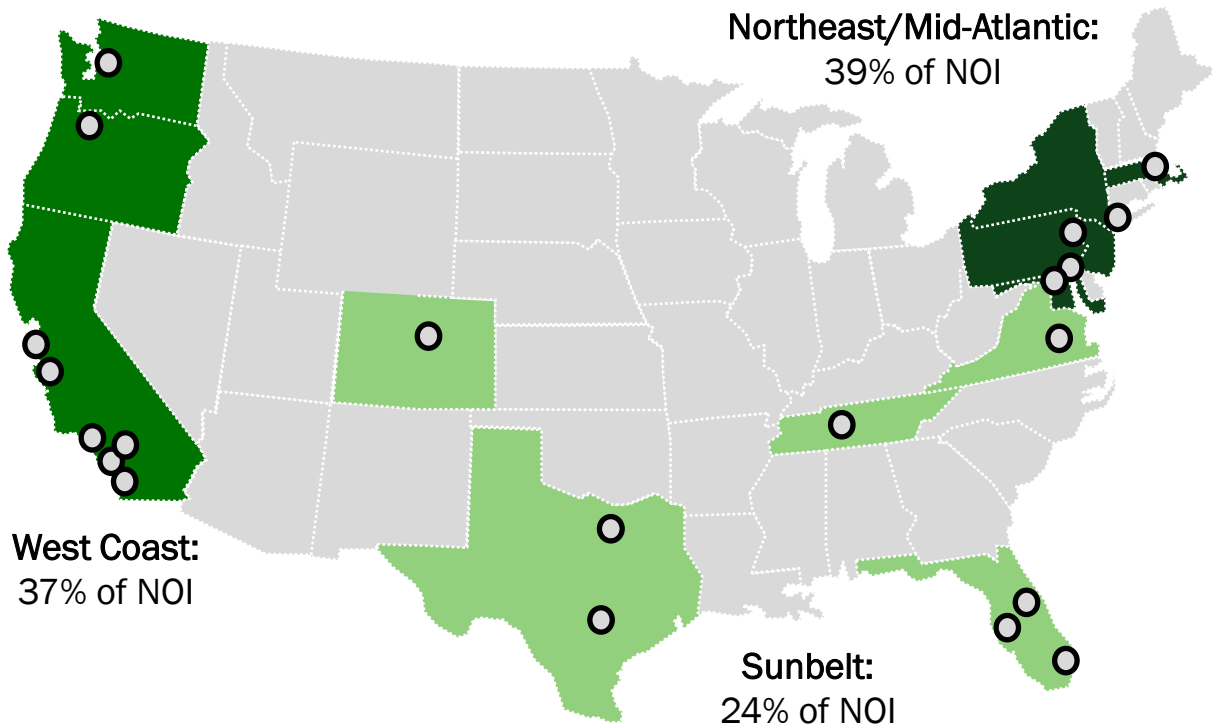 Northeast/Mid-Atlantic:
39% of NOI
West Coast:
37% of NOI
Sunbelt:
24% of NOI